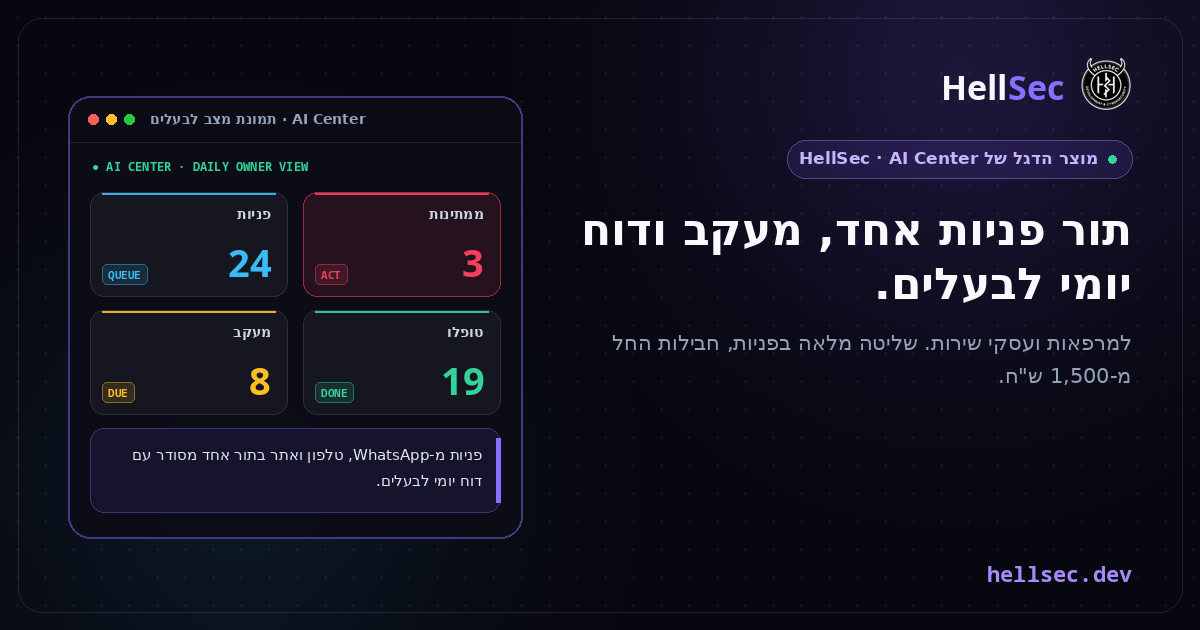 HellSec
HELLSEC
מוצר הדגל של HellSec · AI Center
תור פניות אחד, מעקב ודוח
יומי לבעלים.
למרפאות ועסקי שירות. שליטה מלאה בפניות, חבילות החל
מ-1,500 ש"ח.
hellsec.dev
AI Center · תמונת מצב לבעלים
AI CENTER · DAILY OWNER VIEW
ממתינות
3
ACT
פניות
24
QUEUE
טופלו
19
DONE
מעקב
8
DUE
פניות מ-WhatsApp, טלפון ואתר בתור אחד מסודר עם
דוח יומי לבעלים.